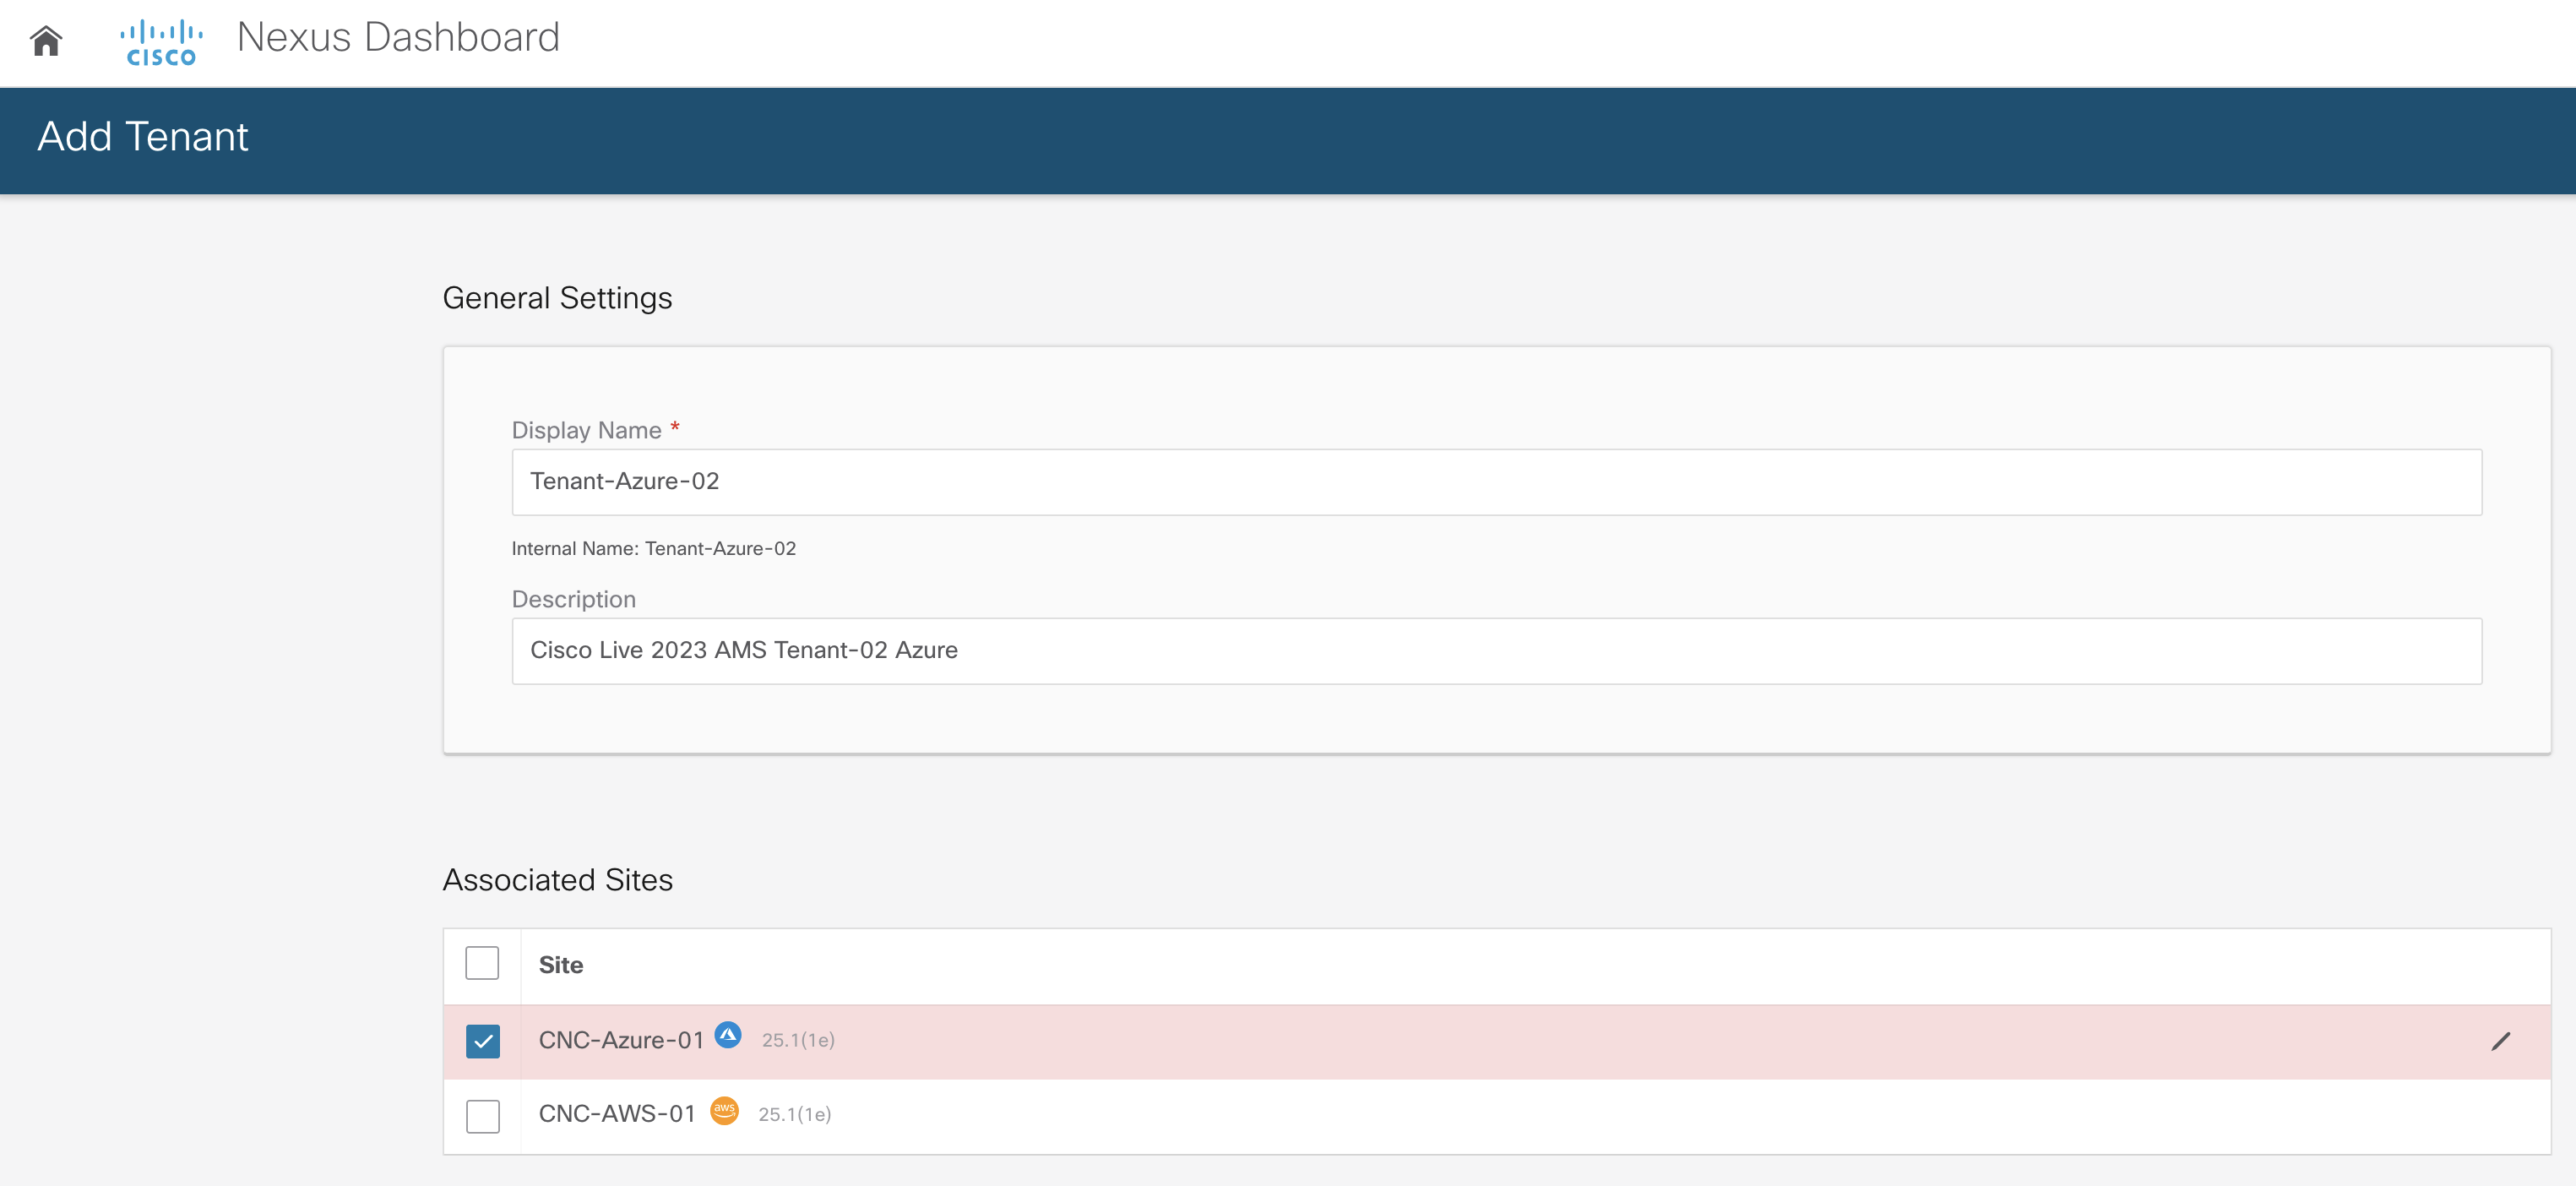 cisco Nexus Dashboard
Add Tenant
General Settings
Display Name *
Tenant-Azure-02
Internal Name: Tenant-Azure-02
Description
Cisco Live 2023 AMS Tenant-02 Azure
Associated Sites
Site
CNC-Azure-01 25.1(1e)
CNC-AWS-01 aws 25.1(1e)